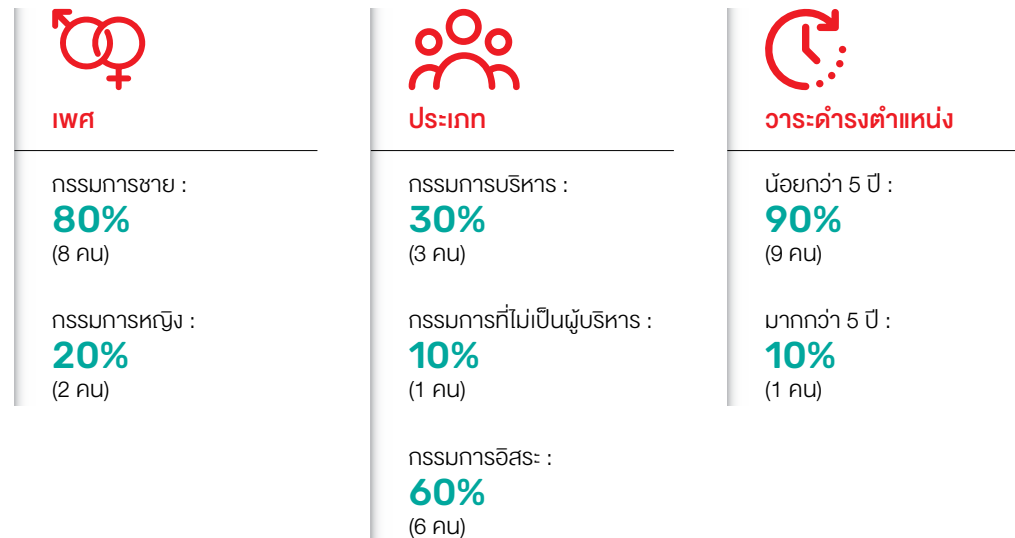 เพศ
กรรมการชาย :
80%
(8 คน)
กรรมการหญิง :
20%
(2 คน)
ประเภท
กรรมการบริหาร :
30%
(3 คน)
กรรมการที่ไม่เป็นผู้บริหาร :
10%
(1 คน)
กรรมการอิสระ :
60%
(6 คน)
วาระดำรงตำแหน่ง
น้อยกว่า 5 ปี :
90%
(9 คน)
มากกว่า 5 ปี :
10%
(1 คน)